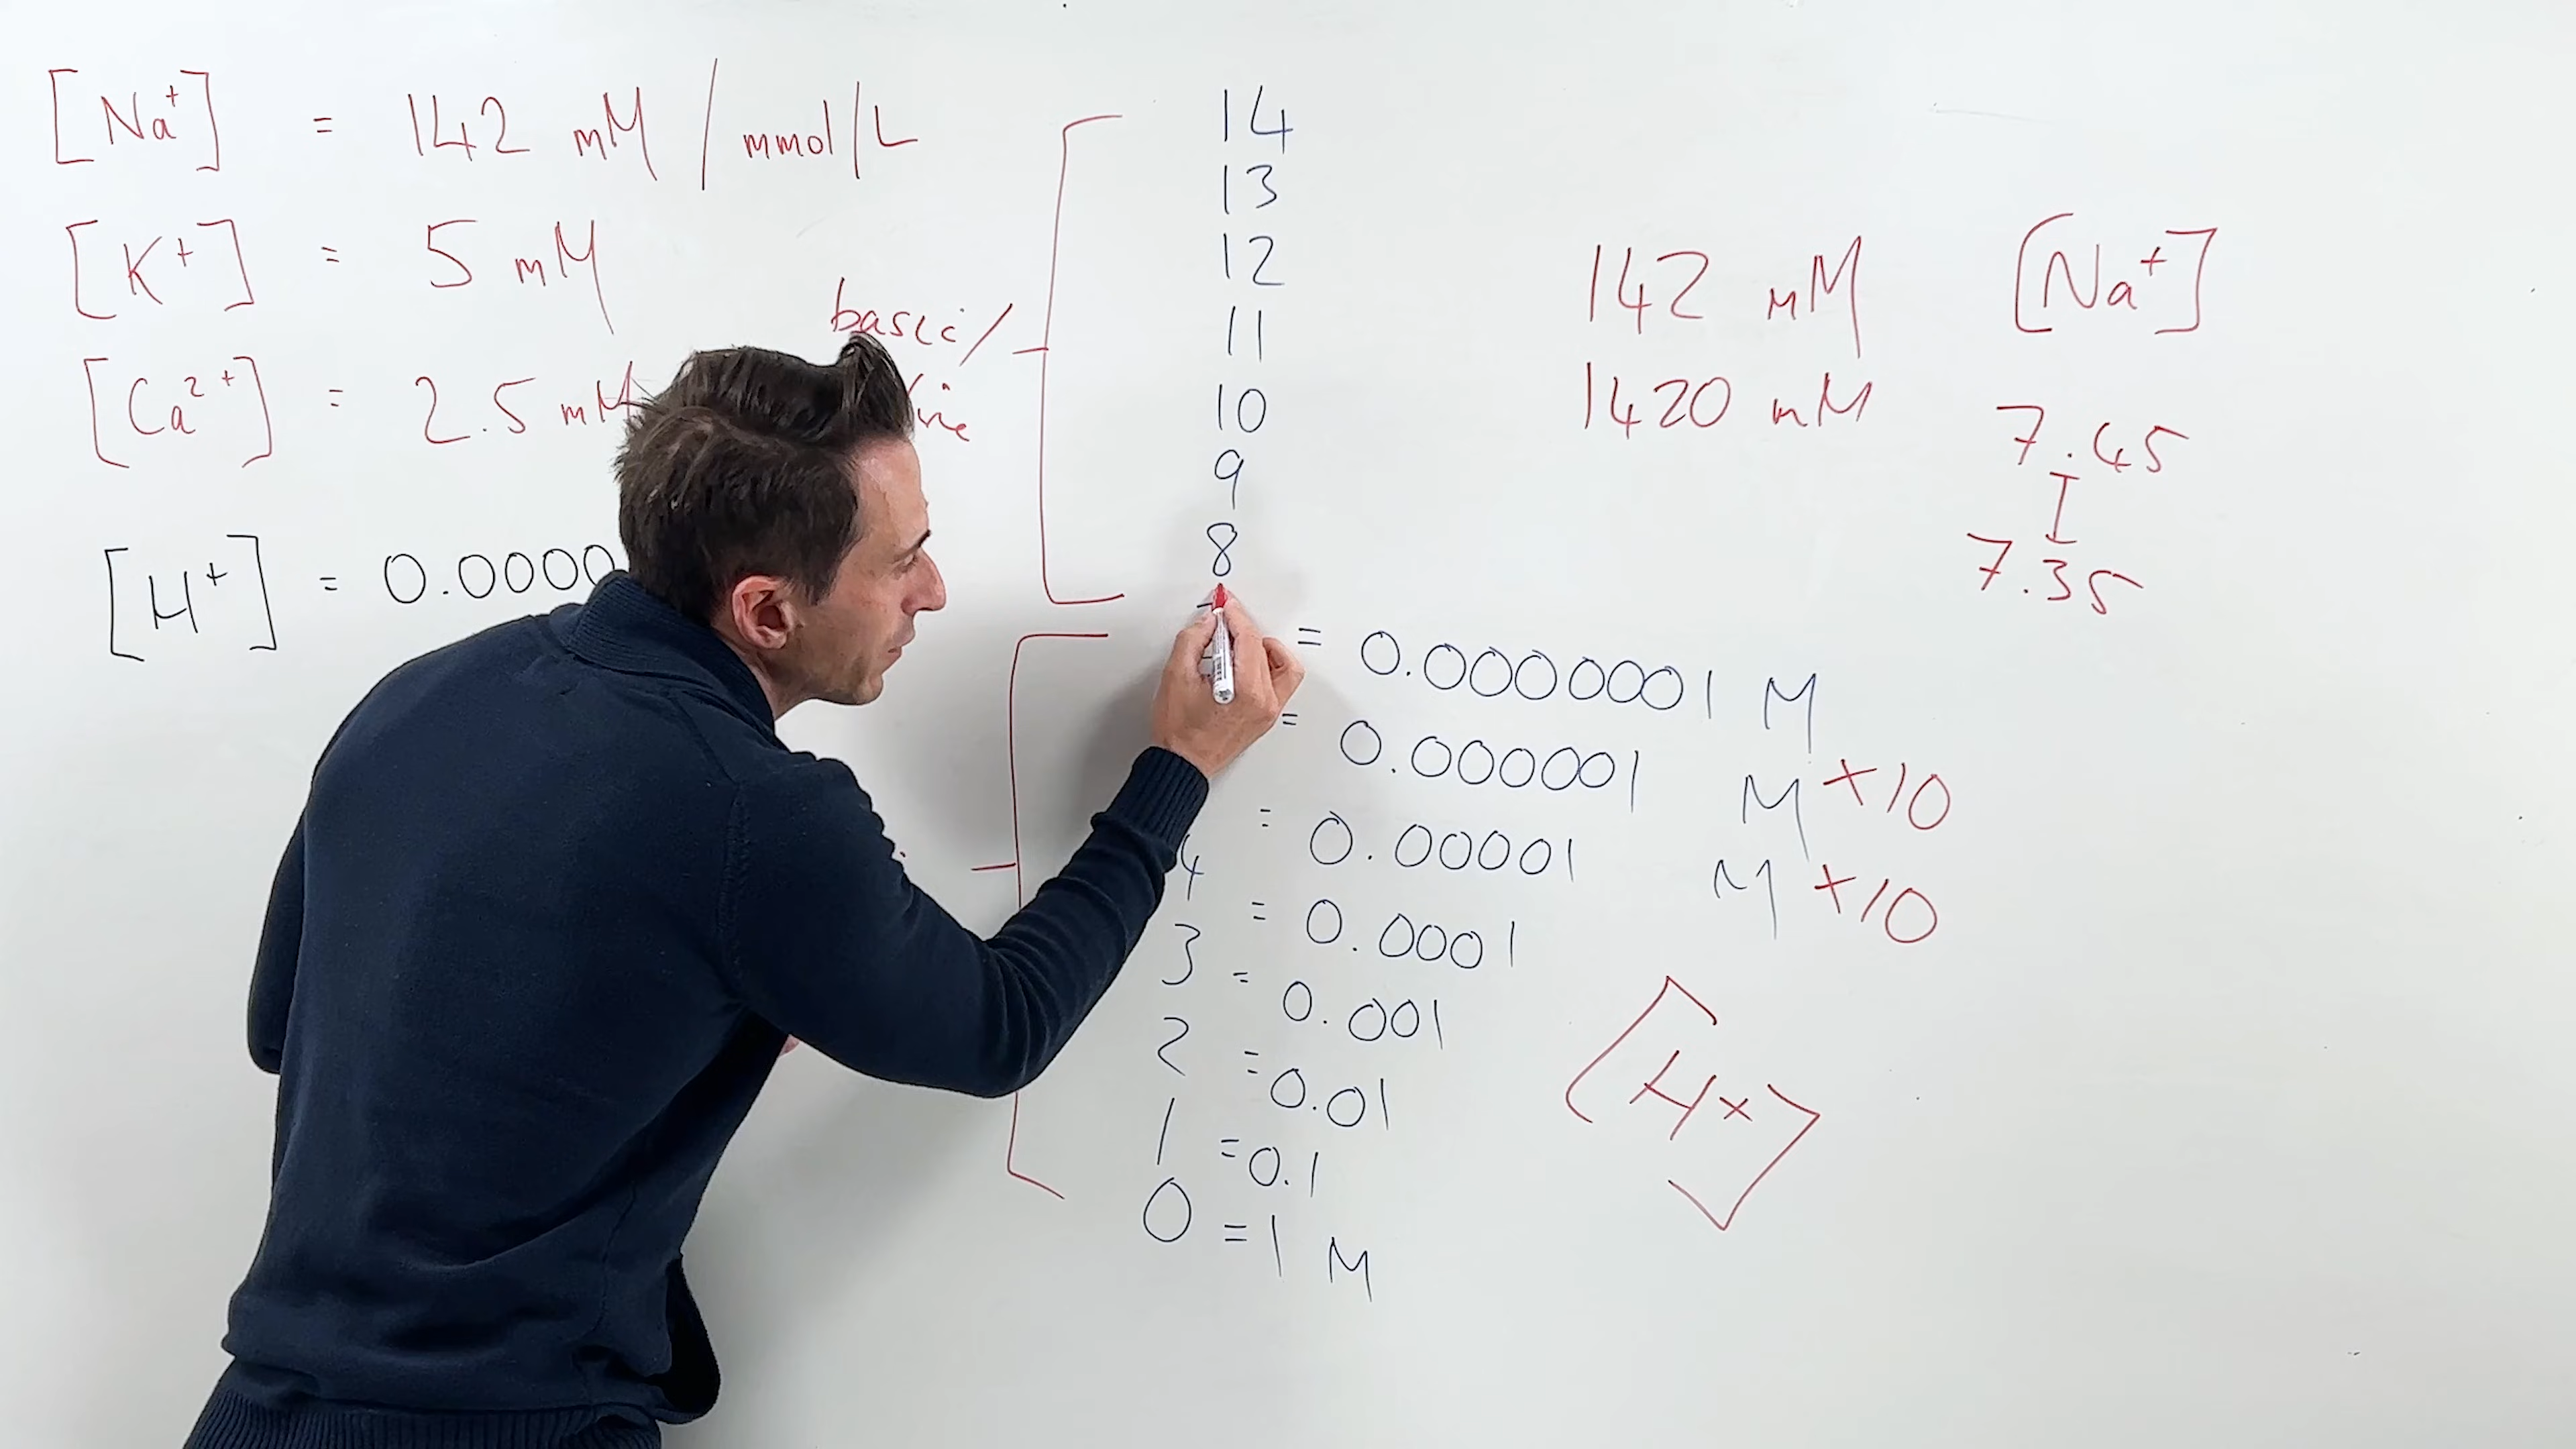 [Na⁺] = 142 mM / mmol/L
[K⁺] = 5 mM
[Ca²⁺] = 2.5 mM
[H⁺] = 0.0000
basic/
14
13
12
11
10
9
8
= 0.0000001 M
= 0.000001 M ×10
= 0.00001 M ×10
4 = 0.0001
3 = 0.001
2 = 0.01
1 = 0.1
0 = 1 M
142 mM [Na⁺]
1420 mM
7.45
7.35
[H⁺]